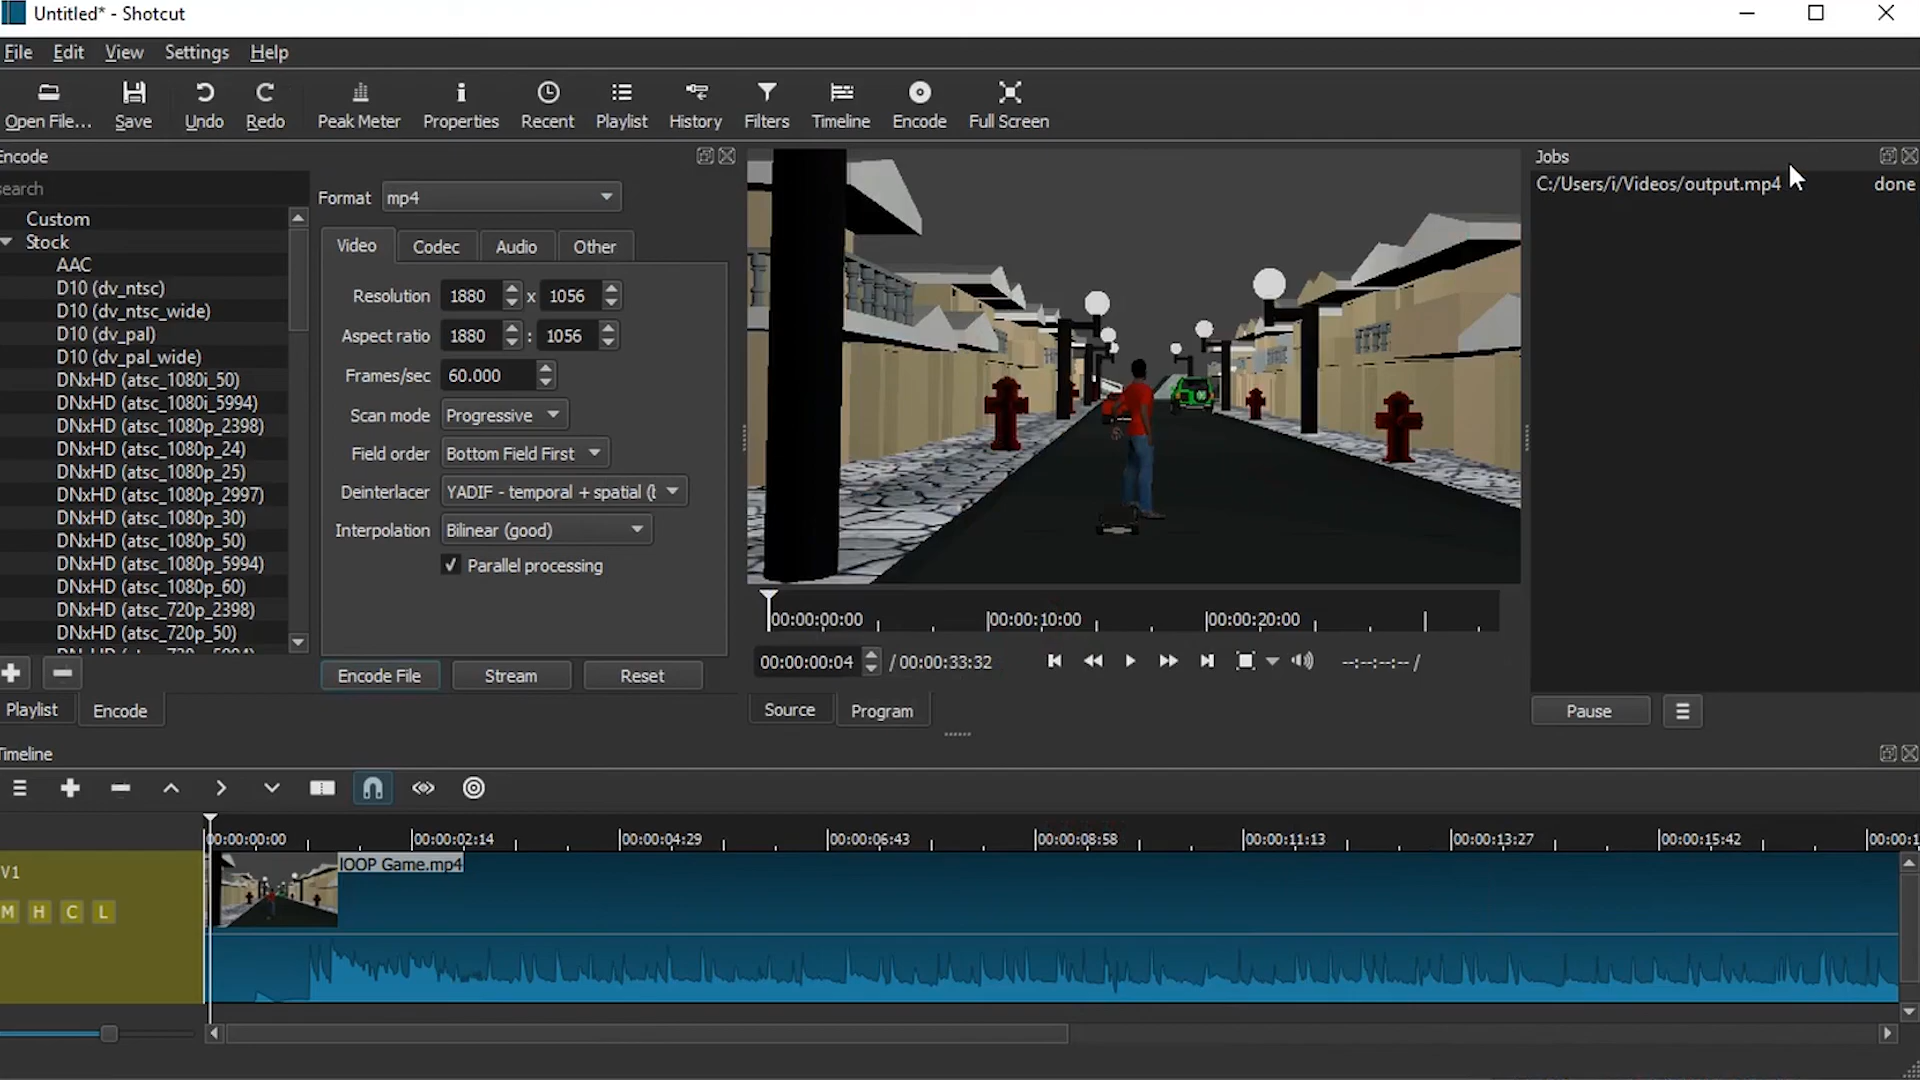 Untitled* - Shotcut
File Edit View Settings Help
Open File... Save Undo Redo Peak Meter Properties Recent Playlist History Filters Timeline Encode Full Screen
Encode
search
Custom
Stock
AAC
D10 (dv_ntsc)
D10 (dv_ntsc_wide)
D10 (dv_pal)
D10 (dv_pal_wide)
DNxHD (atsc_1080i_50)
DNxHD (atsc_1080i_5994)
DNxHD (atsc_1080p_2398)
DNxHD (atsc_1080p_24)
DNxHD (atsc_1080p_25)
DNxHD (atsc_1080p_2997)
DNxHD (atsc_1080p_30)
DNxHD (atsc_1080p_50)
DNxHD (atsc_1080p_5994)
DNxHD (atsc_1080p_60)
DNxHD (atsc_720p_2398)
DNxHD (atsc_720p_50)
Format mp4
Video Codec Audio Other
Resolution 1880 x 1056
Aspect ratio 1880 : 1056
Frames/sec 60.000
Scan mode Progressive
Field order Bottom Field First
Deinterlacer YADIF - temporal + spatial (
Interpolation Bilinear (good)
Parallel processing
Encode File Stream Reset
Playlist Encode
00:00:00:00 00:00:10:00 00:00:20:00
00:00:00:04 / 00:00:33:32 --:--:--:-- /
Source Program
Jobs
C:/Users/i/Videos/output.mp4 done
Pause
Timeline
00:00:00:00 00:00:02:14 00:00:04:29 00:00:06:43 00:00:08:58 00:00:11:13 00:00:13:27 00:00:15:42 00:00:1
V1
lOOP Game.mp4
M H C L